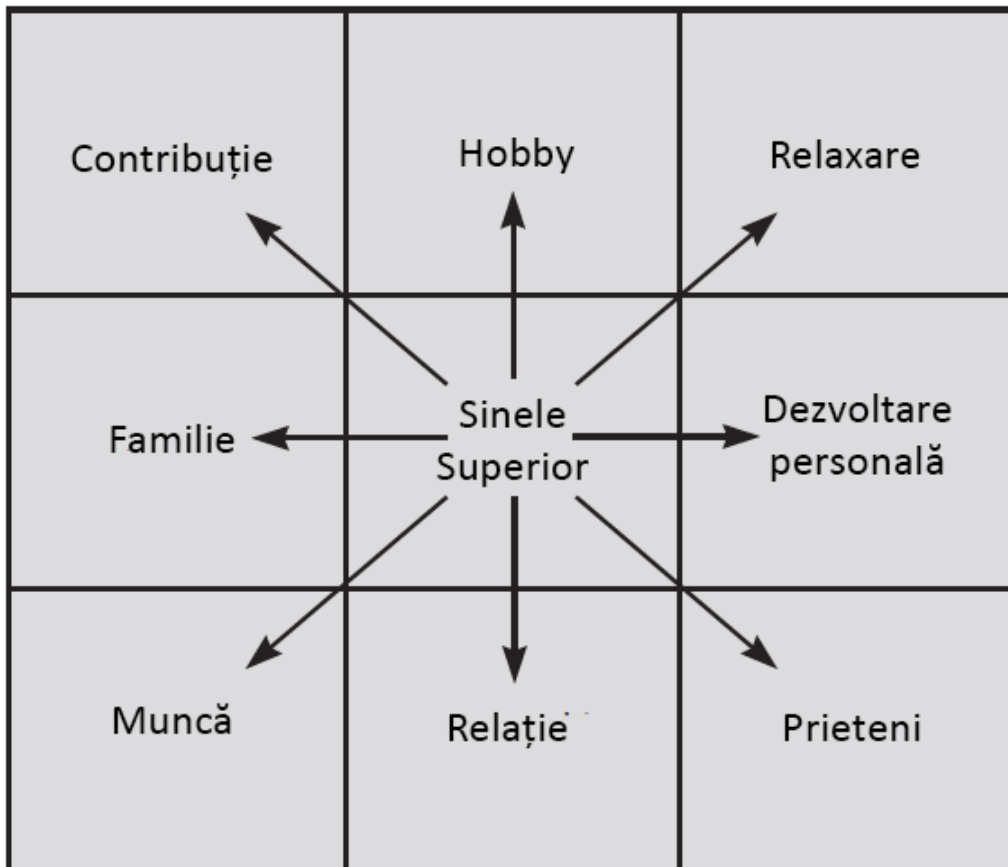 Contribuție
Hobby
Relaxare
Familie
Sinele
Superior
Dezvoltare
personală
Muncă
Relație
Prieteni